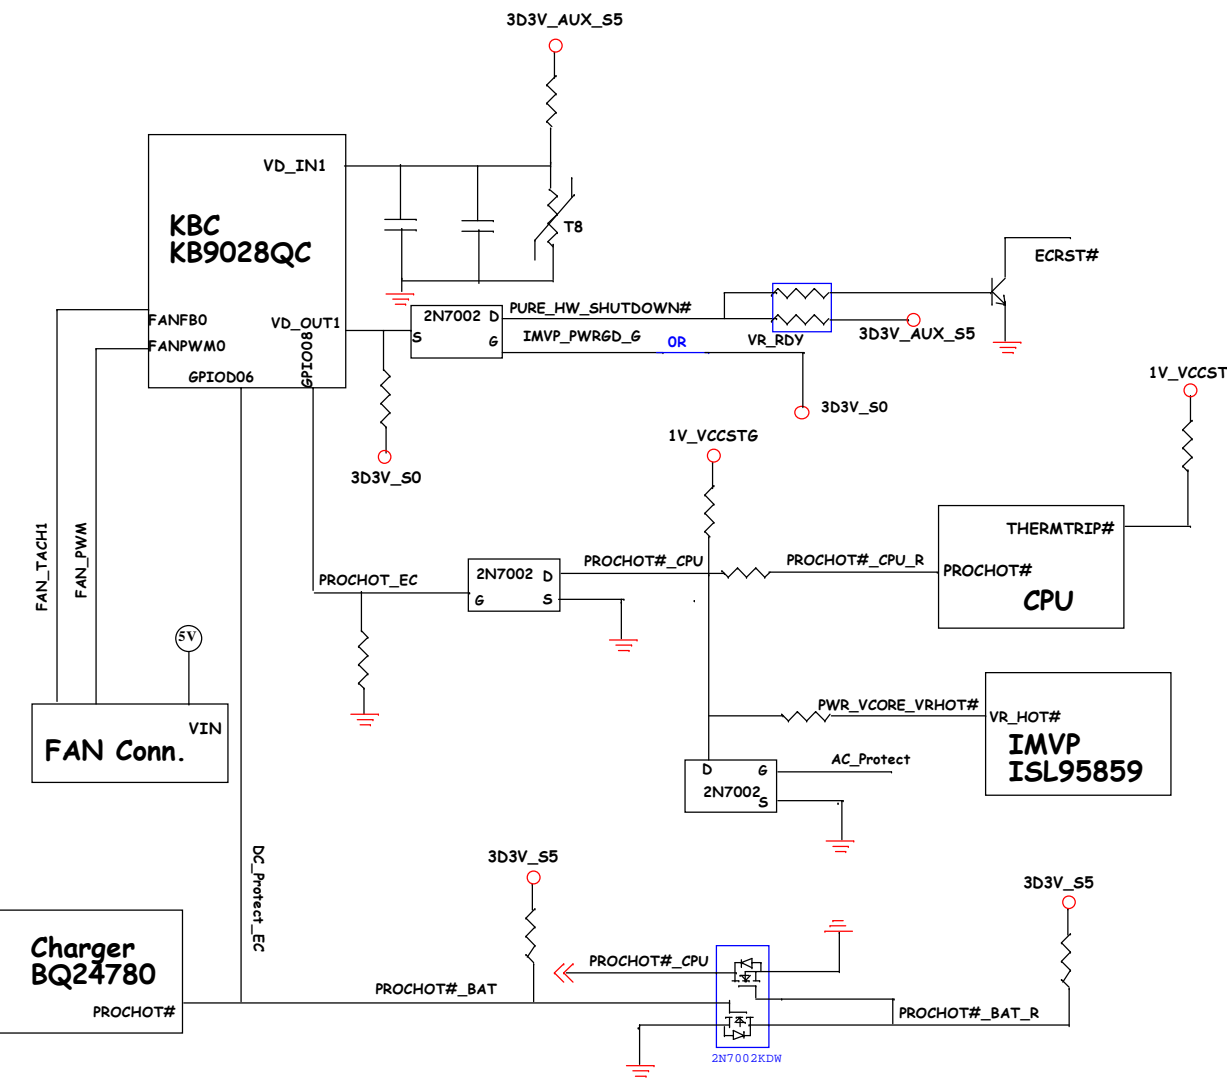 3D3V_AUX_S5
VD_IN1
KBC
KB9028QC
T8
ECRST#
FANFB0
VD_OUT1
2N7002
D
S
G
PURE_HW_SHUTDOWN#
IMVP_PWRGD_G
0R
VR_RDY
3D3V_AUX_S5
FANPWM0
GPIO08
GPIOD06
3D3V_S0
3D3V_S0
1V_VCCST
1V_VCCSTG
FAN_TACH1
FAN_PWM
THERMTRIP#
PROCHOT_EC
2N7002
D
G
S
PROCHOT#_CPU
PROCHOT#_CPU_R
PROCHOT#
CPU
5V
VIN
FAN Conn.
PWR_VCORE_VRHOT#
VR_HOT#
IMVP
ISL95859
D
G
2N7002
S
AC_Protect
DC_Protect_EC
3D3V_S5
3D3V_S5
Charger
BQ24780
PROCHOT#
PROCHOT#_BAT
PROCHOT#_CPU
PROCHOT#_BAT_R
2N7002KDW